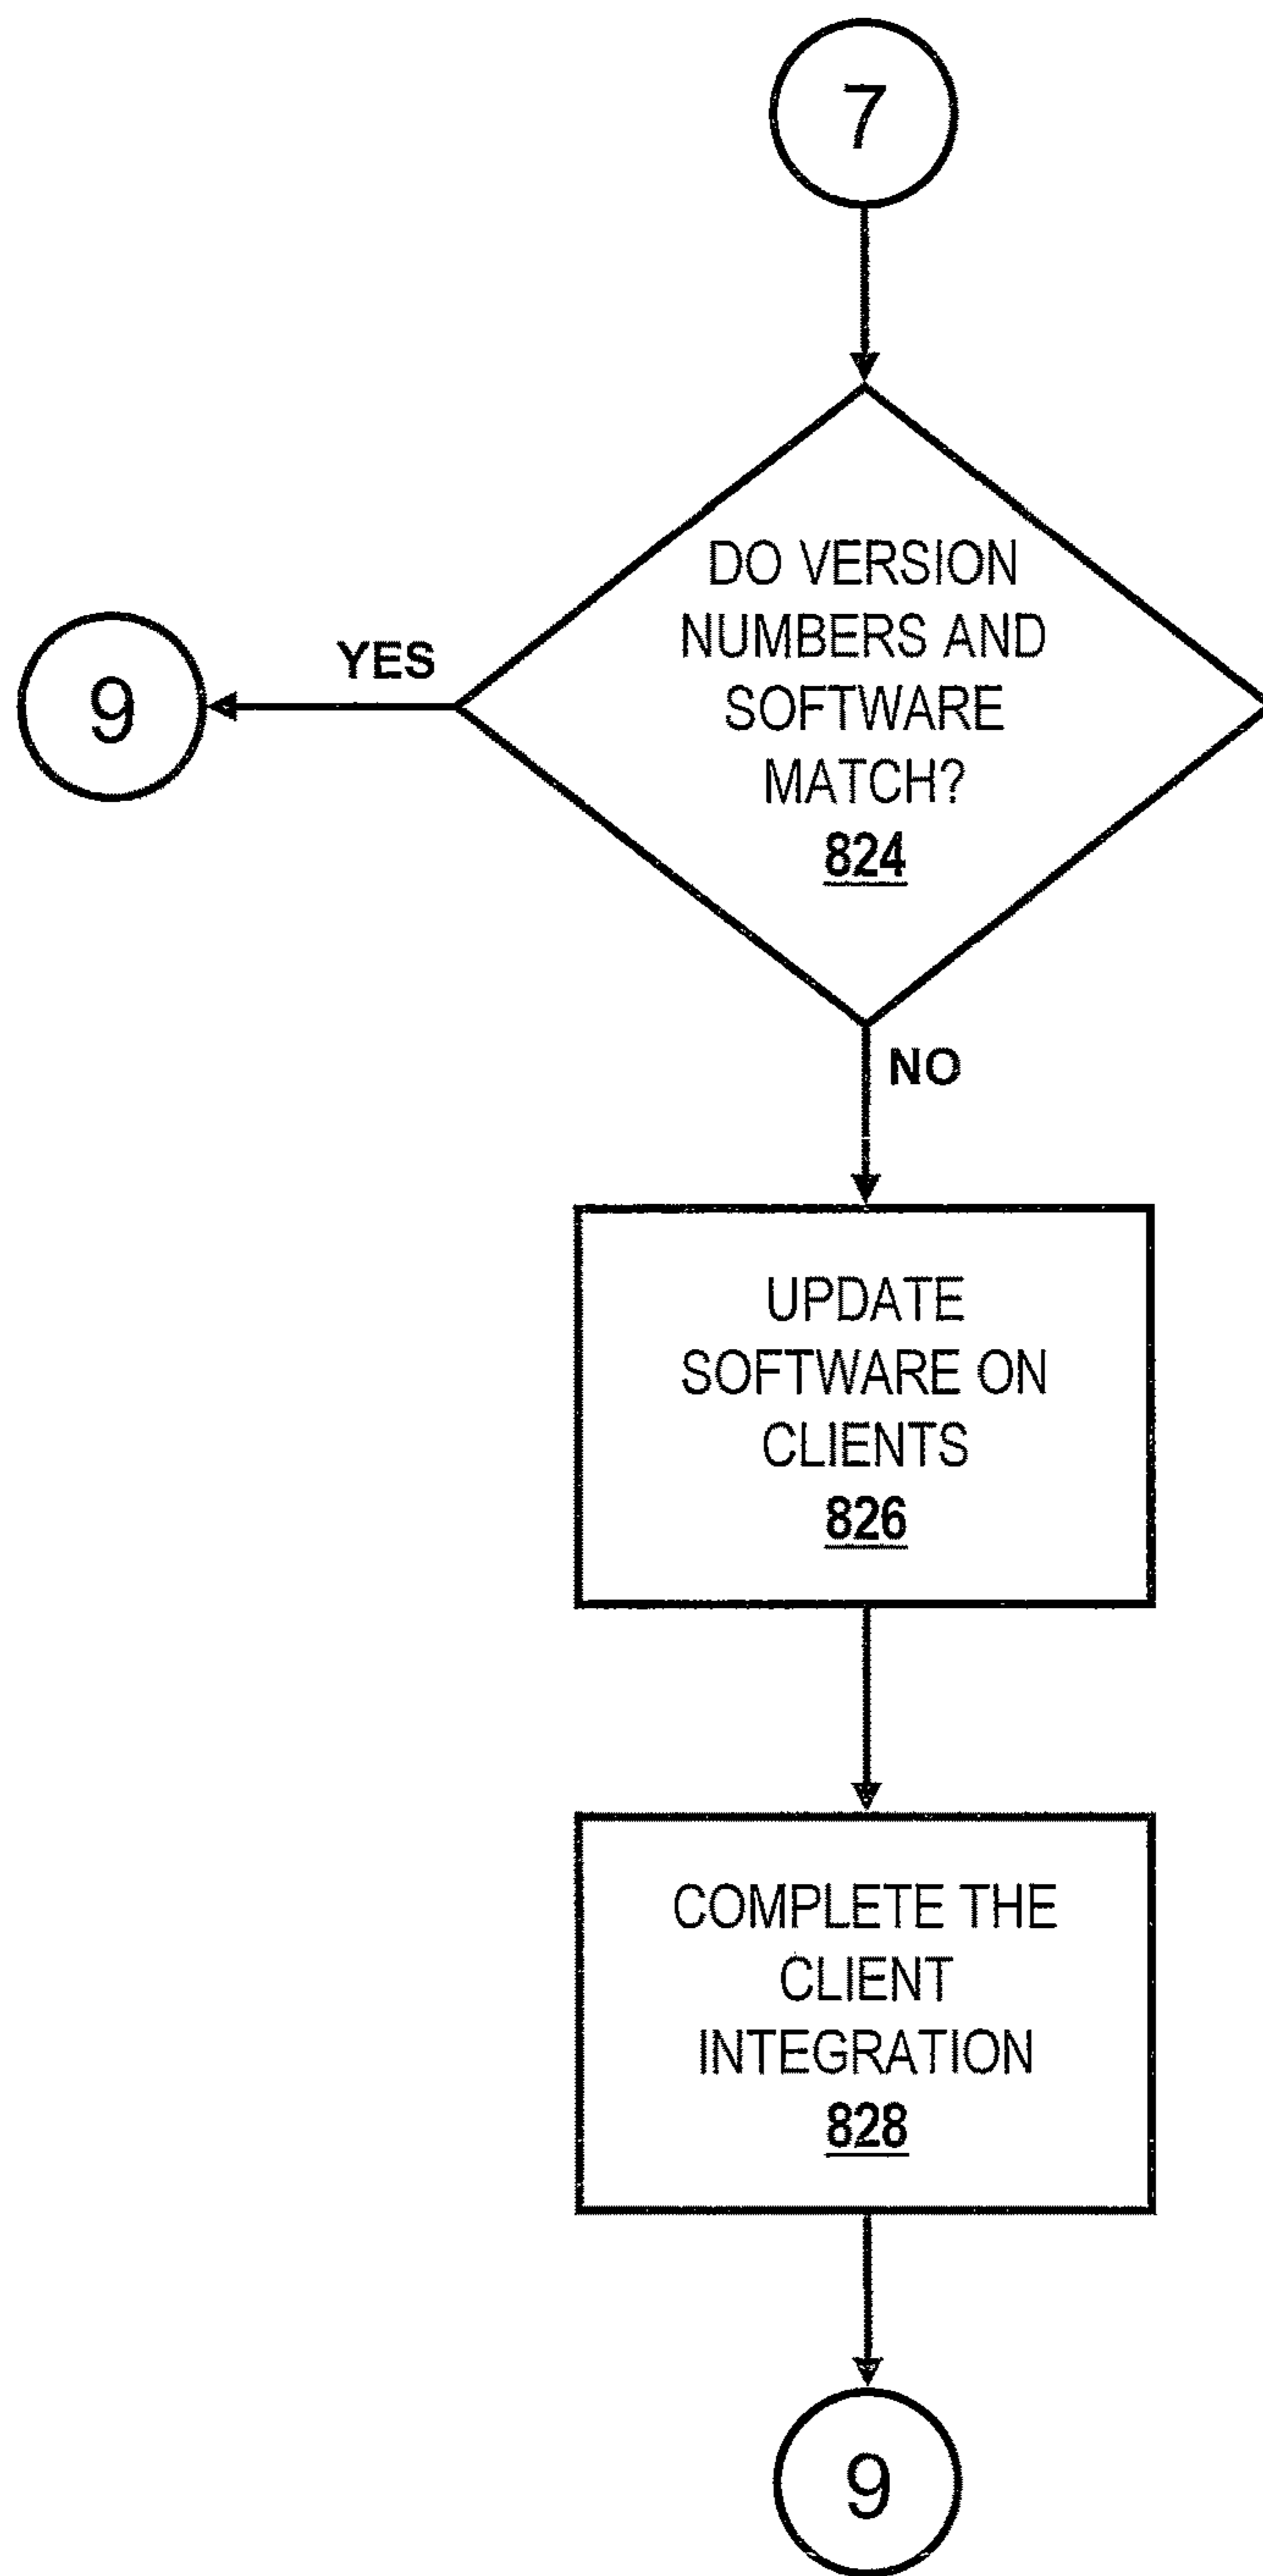 7
DO VERSION
NUMBERS AND
SOFTWARE
MATCH?
824
YES
9
NO
UPDATE
SOFTWARE ON
CLIENTS
826
COMPLETE THE
CLIENT
INTEGRATION
828
9